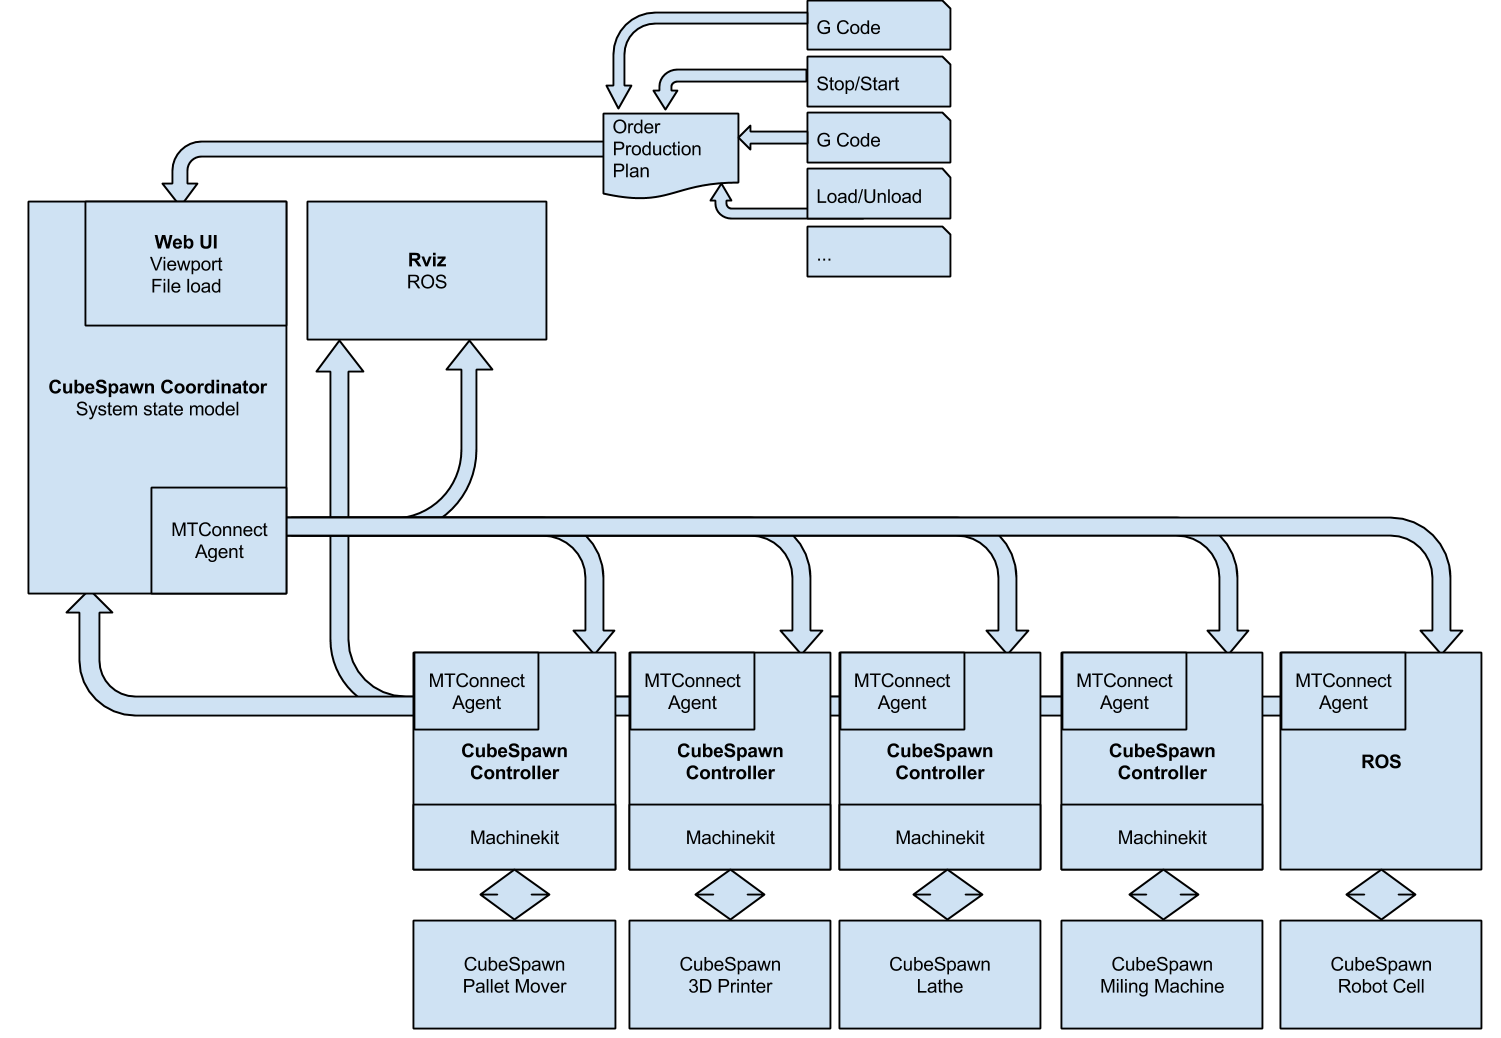 G Code
Stop/Start
G Code
Load/Unload
...
Order
Production
Plan
Web UI
Viewport
File load
Rviz
ROS
CubeSpawn Coordinator
System state model
MTConnect
Agent
MTConnect
Agent
CubeSpawn
Controller
Machinekit
CubeSpawn
Pallet Mover
MTConnect
Agent
CubeSpawn
Controller
Machinekit
CubeSpawn
3D Printer
MTConnect
Agent
CubeSpawn
Controller
Machinekit
CubeSpawn
Lathe
MTConnect
Agent
CubeSpawn
Controller
Machinekit
CubeSpawn
Miling Machine
MTConnect
Agent
ROS
CubeSpawn
Robot Cell